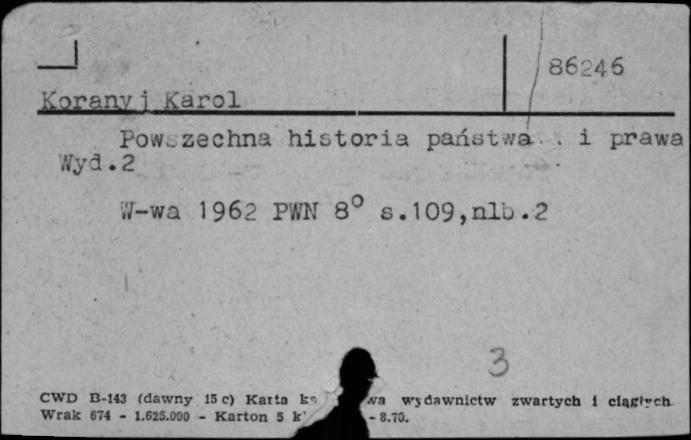 86246
Koranyi Karol
Powszechna historia państwa . i prawa
Wyd.2
W-wa 1962 PWN 8° s.109,nlb.2
3
CWD B-143 (dawny 15 c) Karta wydawnictw zwartych i ciągłych
Wrak 674 - 1.625.000 - Karton 5 - 8.70.